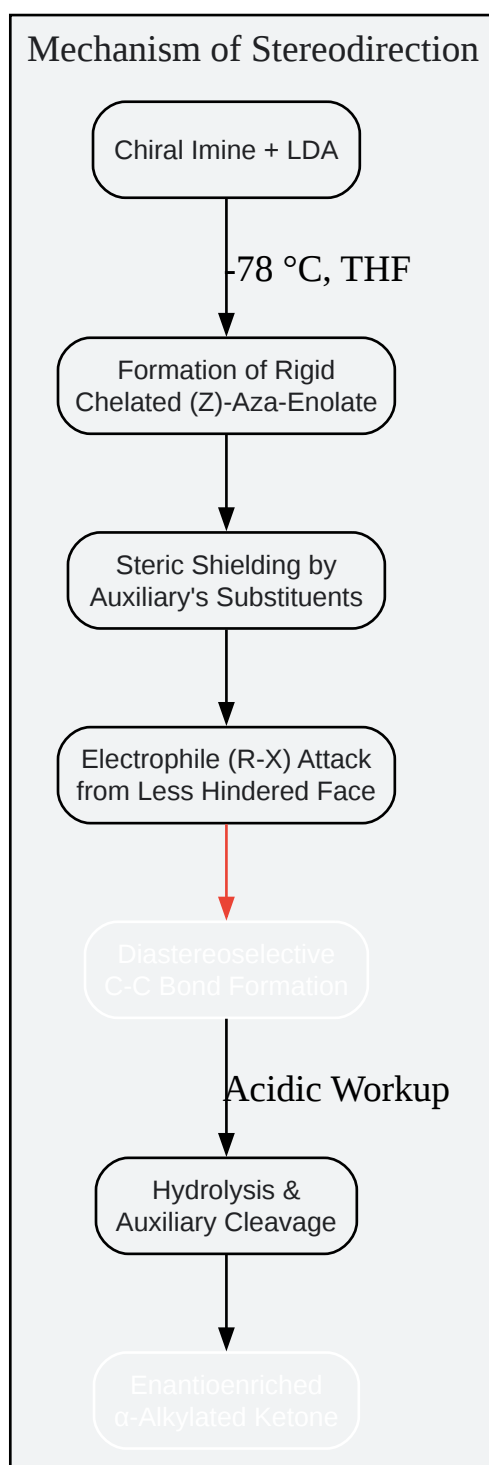 Mechanism of Stereodirection
Chiral Imine + LDA
-78 °C, THF
Formation of Rigid
Chelated (Z)-Aza-Enolate
Steric Shielding by
Auxiliary's Substituents
Electrophile (R-X) Attack
from Less Hindered Face
Diastereoselective
C-C Bond Formation
Acidic Workup
Hydrolysis &
Auxiliary Cleavage
Enantioenriched
α-Alkylated Ketone